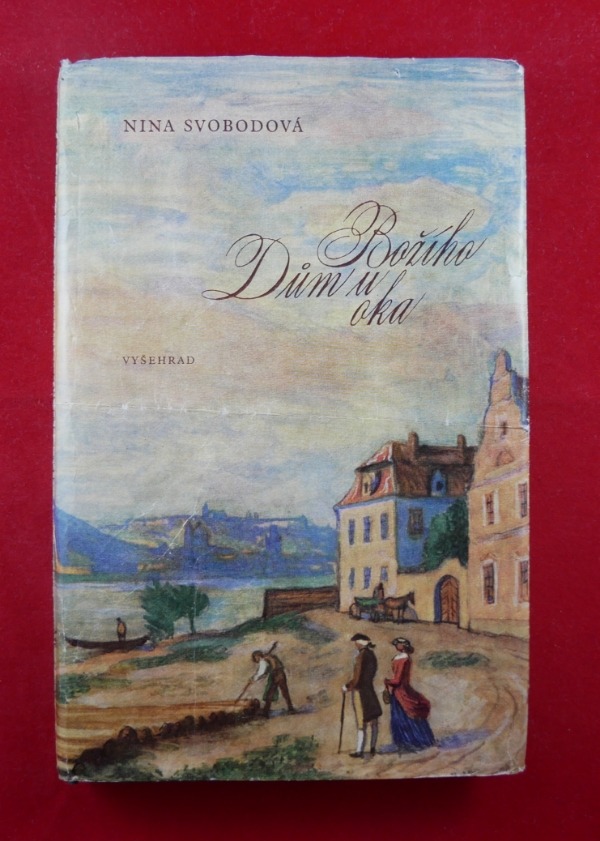 NINA SVOBODOVÁ
Dům u Božího
oka
VYŠEHRAD